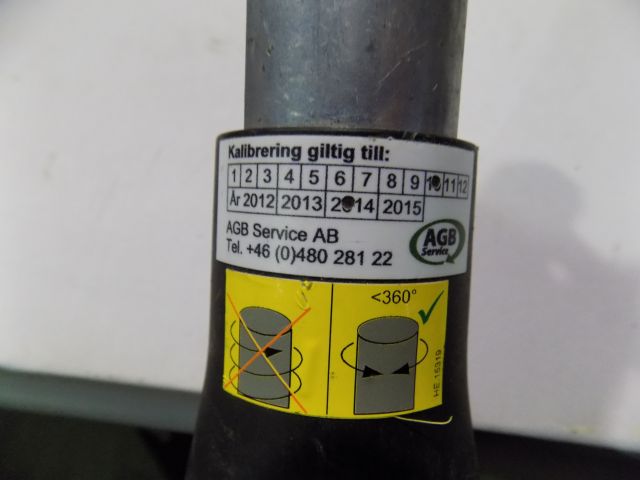 Kalibrering giltig till:
1 2 3 4 5 6 7 8 9 10 11 12
År 2012 2013 2014 2015
AGB Service AB
Tel. +46 (0)480 281 22
AGB
Service
<360°
HE 15319